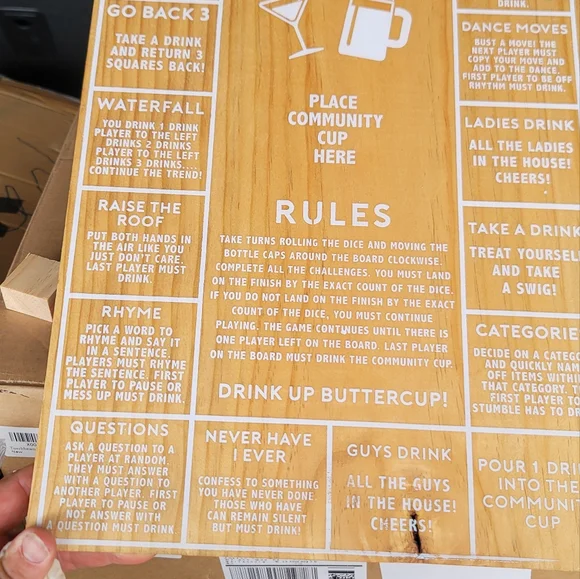 GO BACK 3
TAKE A DRINK
AND RETURN 3
SQUARES BACK!
WATERFALL
YOU DRINK 1 DRINK
PLAYER TO THE LEFT
DRINKS 2 DRINKS
PLAYER TO THE LEFT
DRINKS 3 DRINKS....
CONTINUE THE TREND!
RAISE THE
ROOF
PUT BOTH HANDS IN
THE AIR LIKE YOU
JUST DON'T CARE.
LAST PLAYER MUST
DRINK.
RHYME
PICK A WORD TO
RHYME AND SAY IT
IN A SENTENCE.
PLAYERS MUST RHYME
THE SENTENCE. FIRST
PLAYER TO PAUSE OR
MESS UP MUST DRINK.
QUESTIONS
ASK A QUESTION TO A
PLAYER AT RANDOM
THEY MUST ANSWER
WITH A QUESTION TO
ANOTHER PLAYER. FIRST
PLAYER TO PAUSE OR
NOT ANSWER WITH
A QUESTION MUST DRINK
PLACE
COMMUNITY
CUP
HERE
RULES
TAKE TURNS ROLLING THE DICE AND MOVING THE
BOTTLE CAPS AROUND THE BOARD CLOCKWISE.
COMPLETE ALL THE CHALLENGES. YOU MUST LAND
ON THE FINISH BY THE EXACT COUNT OF THE DICE.
IF YOU DO NOT LAND ON THE FINISH BY THE EXACT
COUNT OF THE DICE, YOU MUST CONTINUE
PLAYING. THE GAME CONTINUES UNTIL THERE IS
ONE PLAYER LEFT ON THE BOARD. LAST PLAYER
ON THE BOARD MUST DRINK THE COMMUNITY CUP.
DRINK UP BUTTERCUP!
NEVER HAVE
I EVER
CONFESS TO SOMETHING
YOU HAVE NEVER DONE
THOSE WHO HAVE
CAN REMAIN SILENT
BUT MUST DRINK!
GUYS DRINK
ALL THE GUYS
IN THE HOUSE!
CHEERS!
DRINK.
DANCE MOVES
BUST A MOVE! THE
NEXT PLAYER MUST
COPY YOUR MOVE AND
ADD TO THE DANCE.
FIRST PLAYER TO BE OFF
RHYTHM MUST DRINK.
LADIES DRINK
ALL THE LADIES
IN THE HOUSE!
CHEERS!
TAKE A DRINK
TREAT YOURSEL
AND TAKE
A SWIG!
CATEGORIE
DECIDE ON A CATEGO
AND QUICKLY NAM
OFF ITEMS WITHI
THAT CATEGORY. T
FIRST PLAYER TO
STUMBLE HAS TO DR
POUR 1 DRI
INTO THE
COMMUNI
CUP